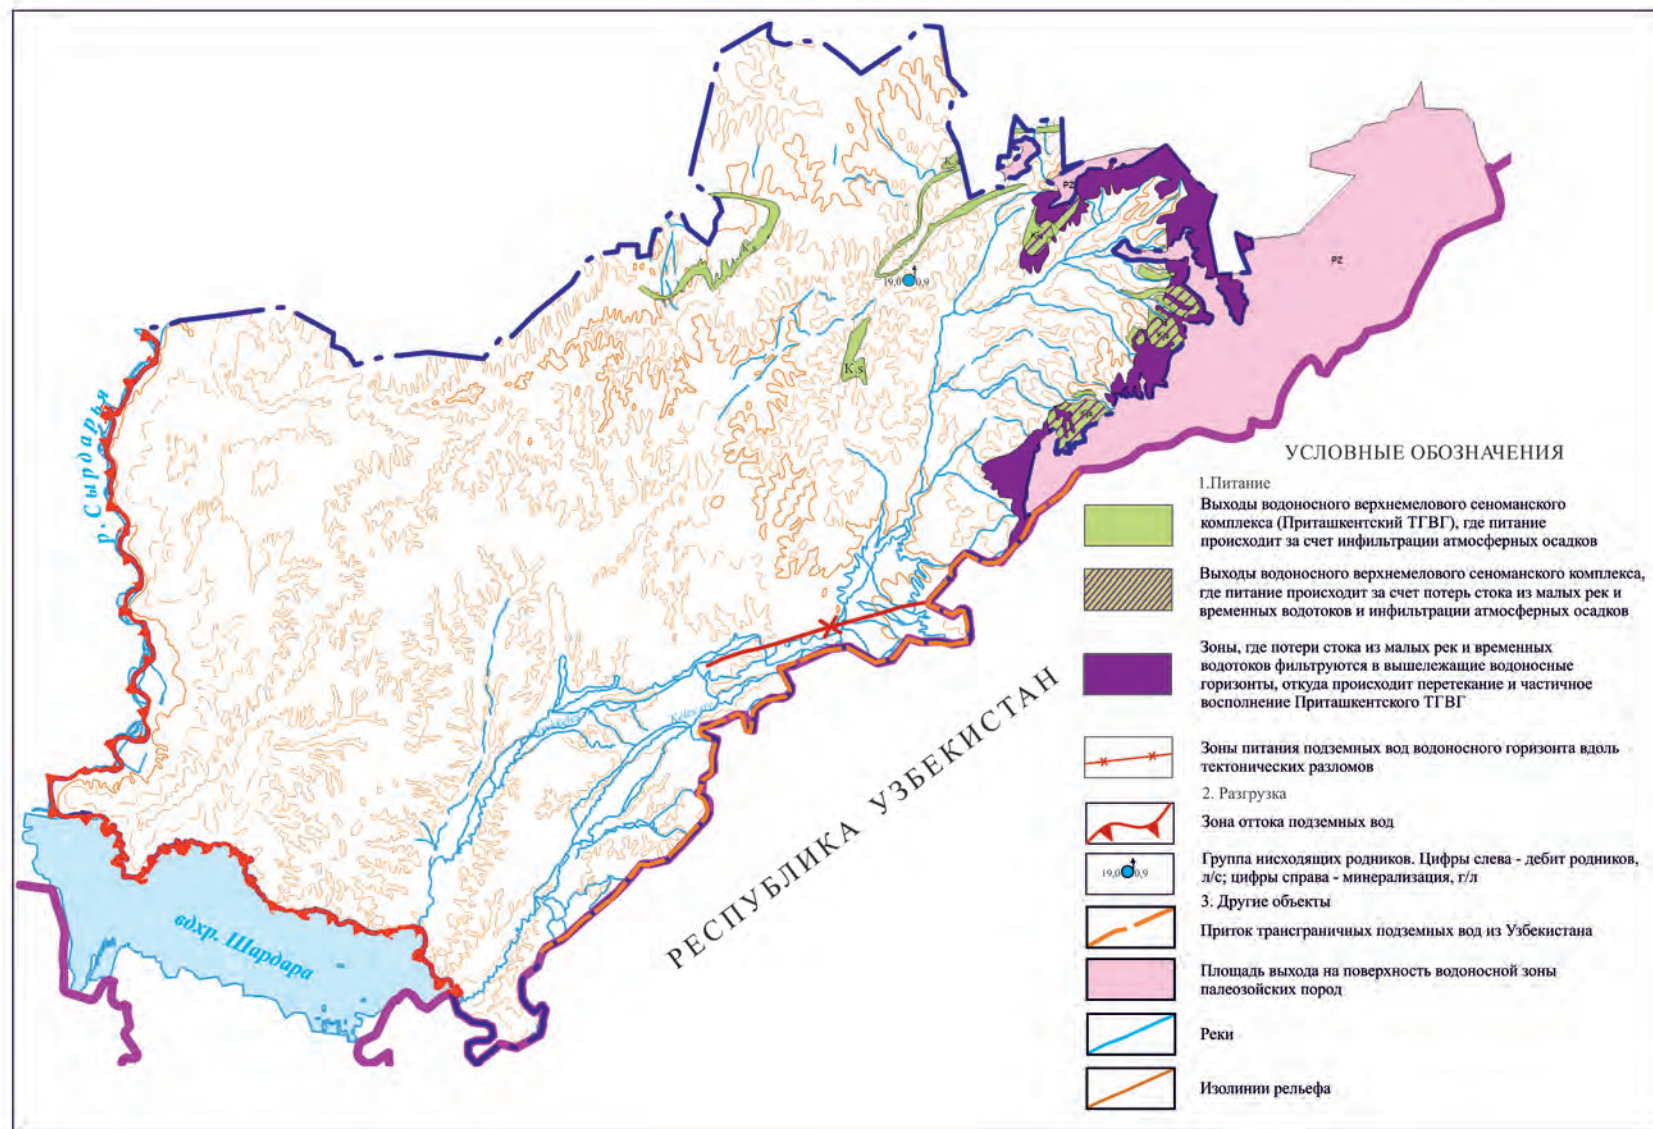 К.s
PZ
К.s
19,0 0,9
PZ
К.s
р. Сырдарья
вдхр. Шардара
РЕСПУБЛИКА УЗБЕКИСТАН
УСЛОВНЫЕ ОБОЗНАЧЕНИЯ
1.Питание
Выходы водоносного верхнемелового сеноманского
комплекса (Приташкентский ТГВГ), где питание
происходит за счет инфильтрации атмосферных осадков
Выходы водоносного верхнемелового сеноманского комплекса,
где питание происходит за счет потерь стока из малых рек и
временных водотоков и инфильтрации атмосферных осадков
Зоны, где потери стока из малых рек и временных
водотоков фильтруются в вышележащие водоносные
горизонты, откуда происходит перетекание и частичное
восполнение Приташкентского ТГВГ
Зоны питания подземных вод водоносного горизонта вдоль
тектонических разломов
2. Разгрузка
Зона оттока подземных вод
Группа нисходящих родников. Цифры слева - дебит родников,
л/с; цифры справа - минерализация, г/л
19,0 0,9
3. Другие объекты
Приток трансграничных подземных вод из Узбекистана
Площадь выхода на поверхность водоносной зоны
палеозойских пород
Реки
Изолинии рельефа